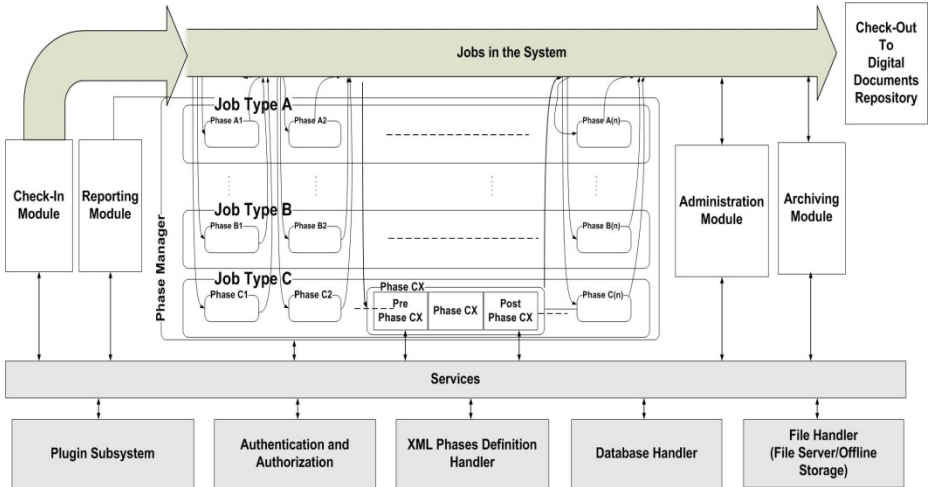 Jobs in the System
Check-Out
To
Digital
Documents
Repository
Check-In
Module
Reporting
Module
Phase Manager
Job Type A
Phase A1
Phase A2
Phase A(n)
Job Type B
Phase B1
Phase B2
Phase B(n)
Job Type C
Phase C1
Phase C2
Phase CX
Pre
Phase CX
Phase CX
Post
Phase CX
Phase C(n)
Administration
Module
Archiving
Module
Services
Plugin Subsystem
Authentication and
Authorization
XML Phases Definition
Handler
Database Handler
File Handler
(File Server/Offline
Storage)